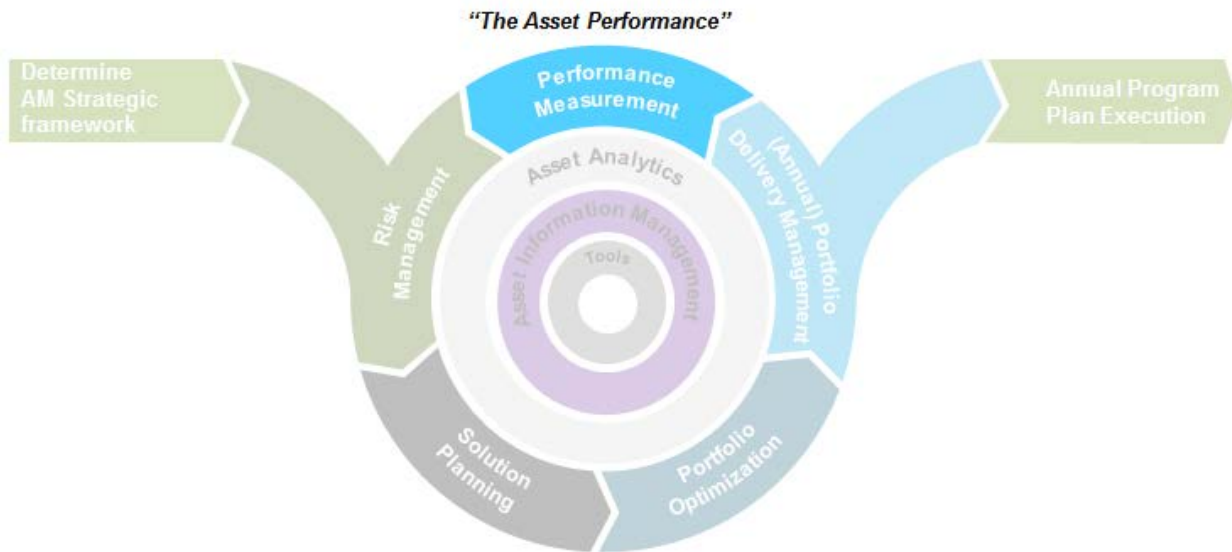 “The Asset Performance”
Determine
AM Strategic
framework
Performance
Measurement
Annual Program
Plan Execution
Asset Analytics
(Annual) Portfolio
Delivery Management
Risk
Management
Asset Information Management
Tools
Solution
Planning
Portfolio
Optimization